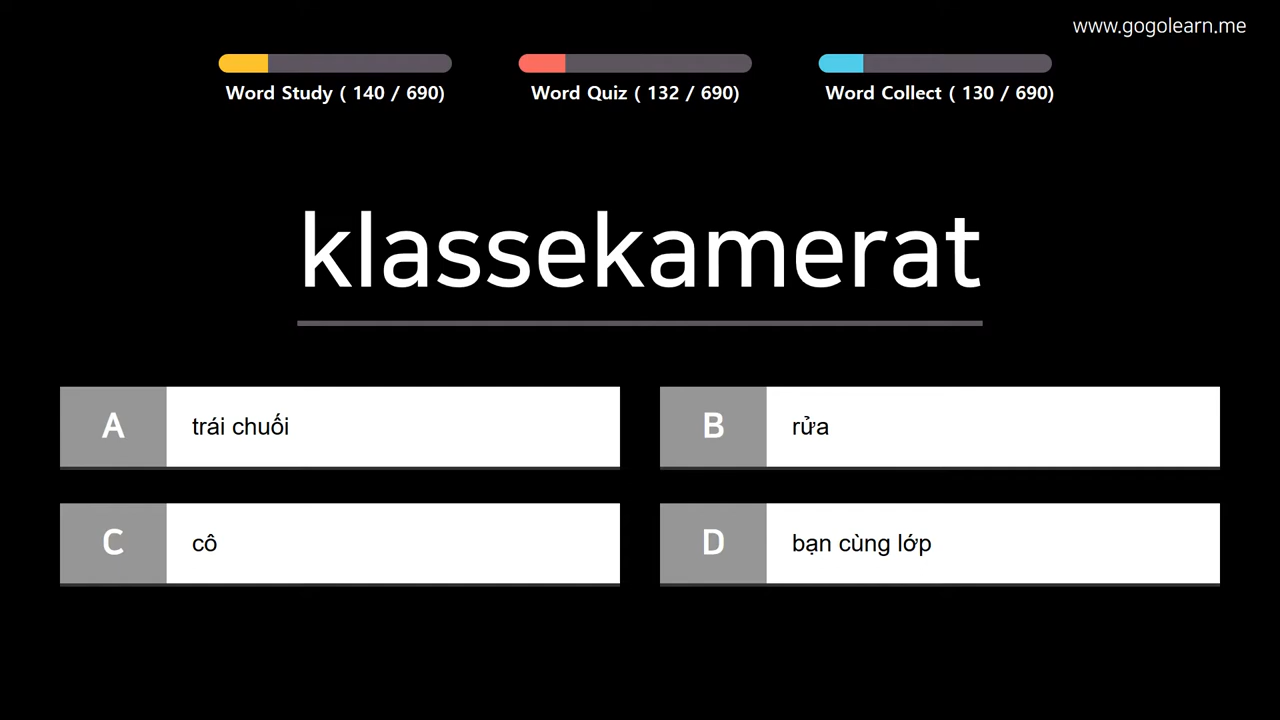 www.gogolearn.me
Word Study ( 140 / 690)
Word Quiz ( 132 / 690)
Word Collect ( 130 / 690)
klassekamerat
A trái chuối
B rửa
C cô
D bạn cùng lớp